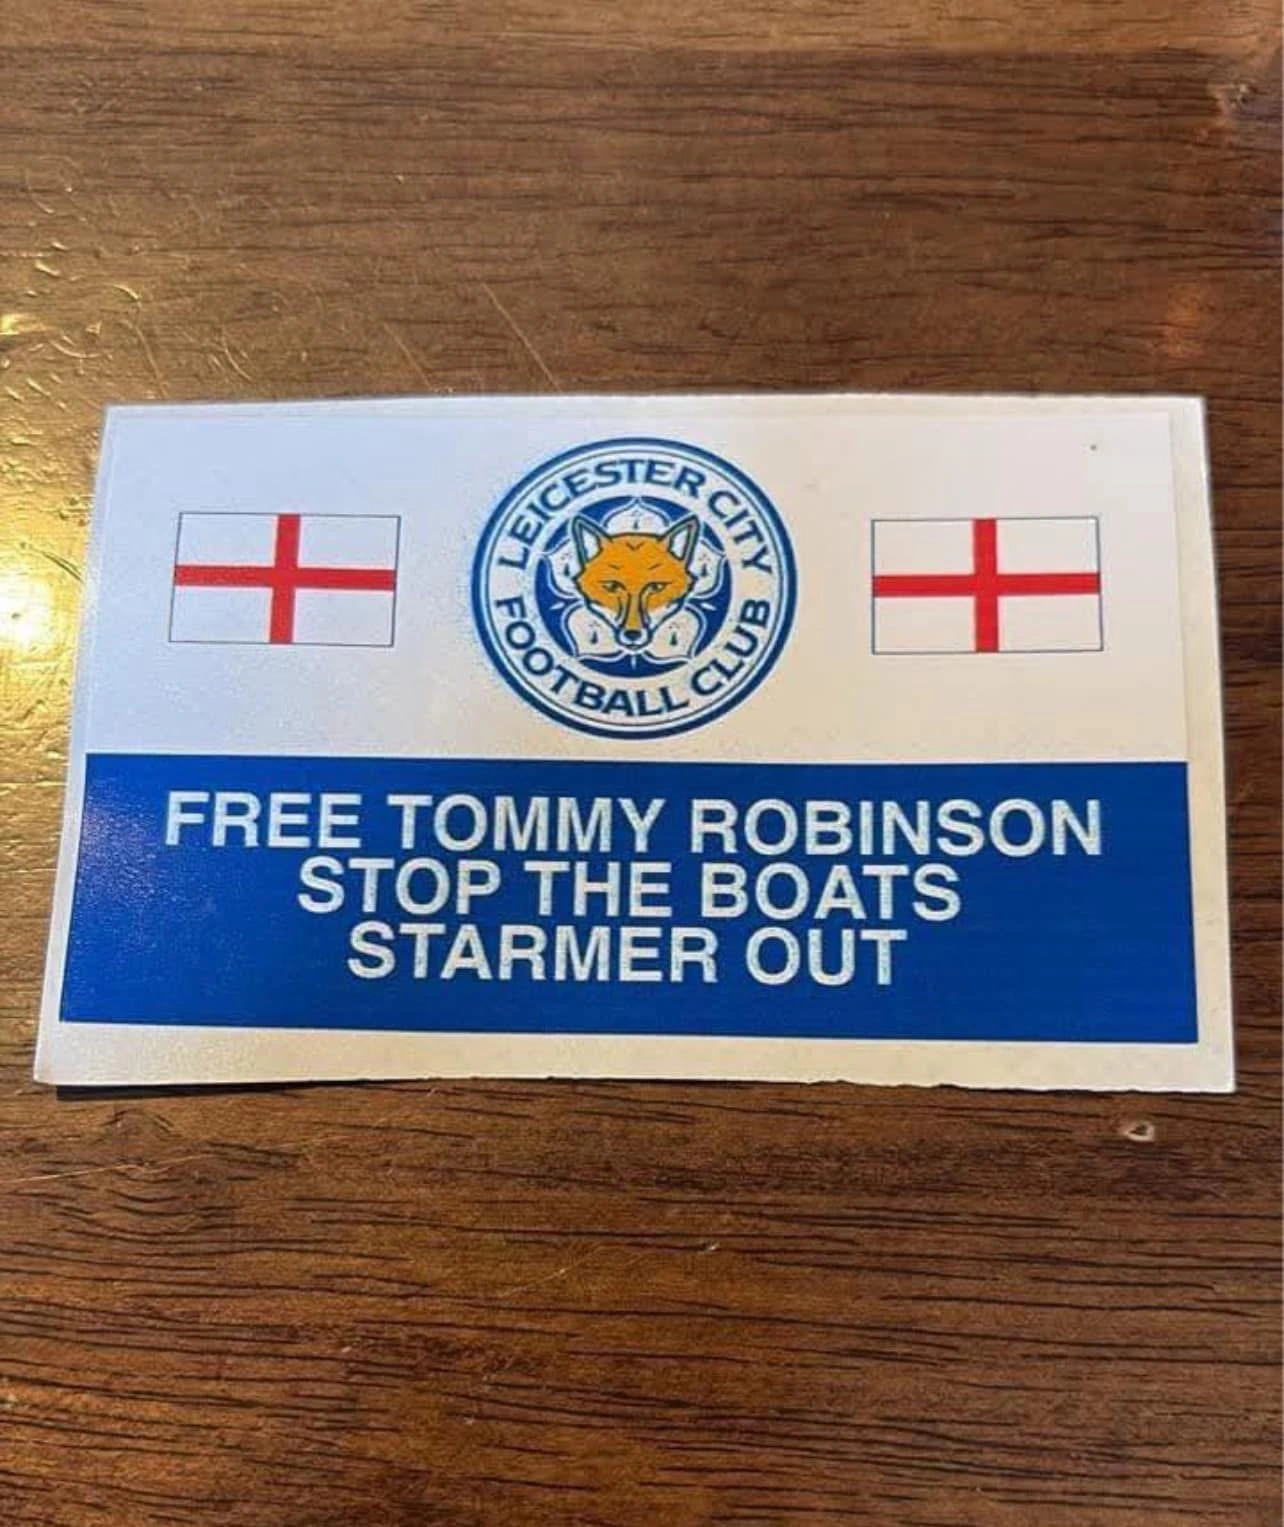 LEICESTER CITY
FOOTBALL CLUB
FREE TOMMY ROBINSON
STOP THE BOATS
STARMER OUT